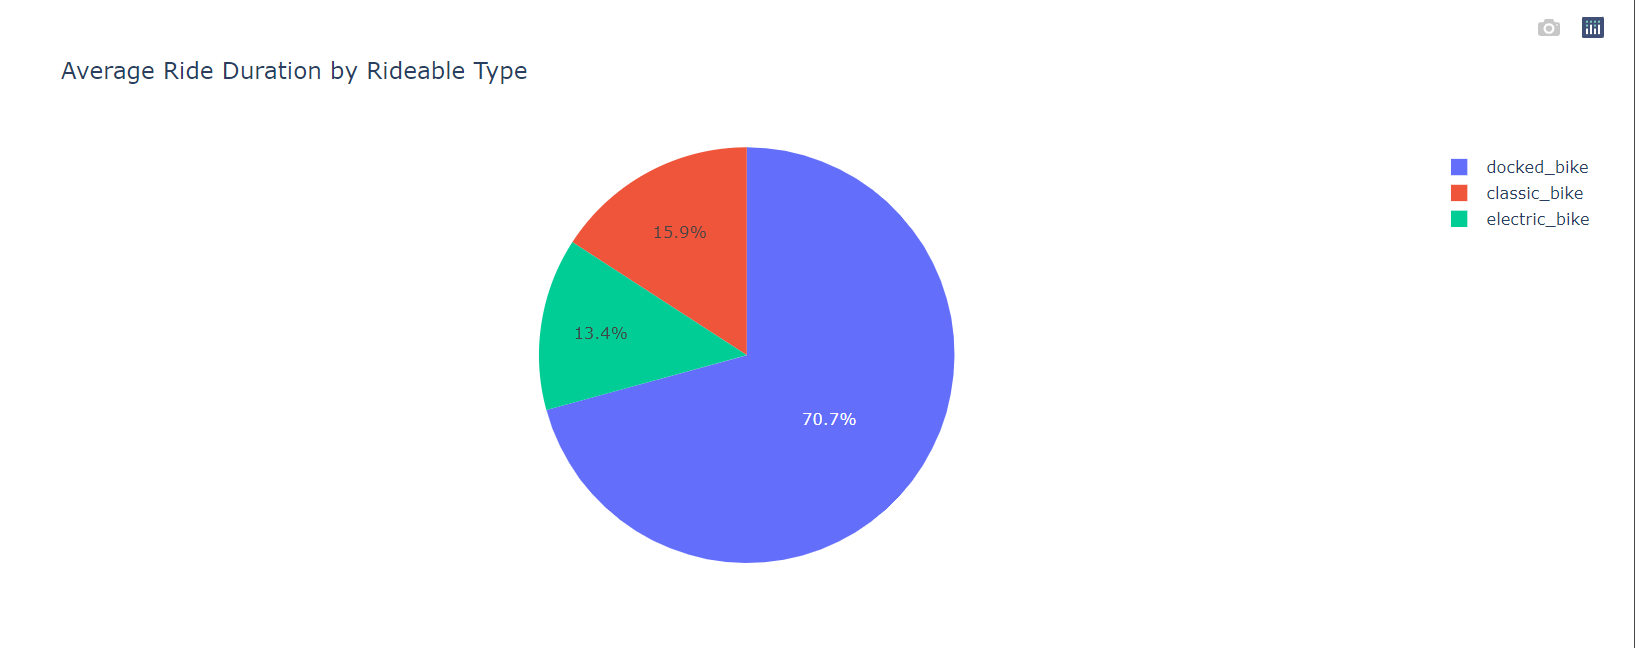 Average Ride Duration by Rideable Type
docked_bike
classic_bike
electric_bike
15.9%
13.4%
70.7%